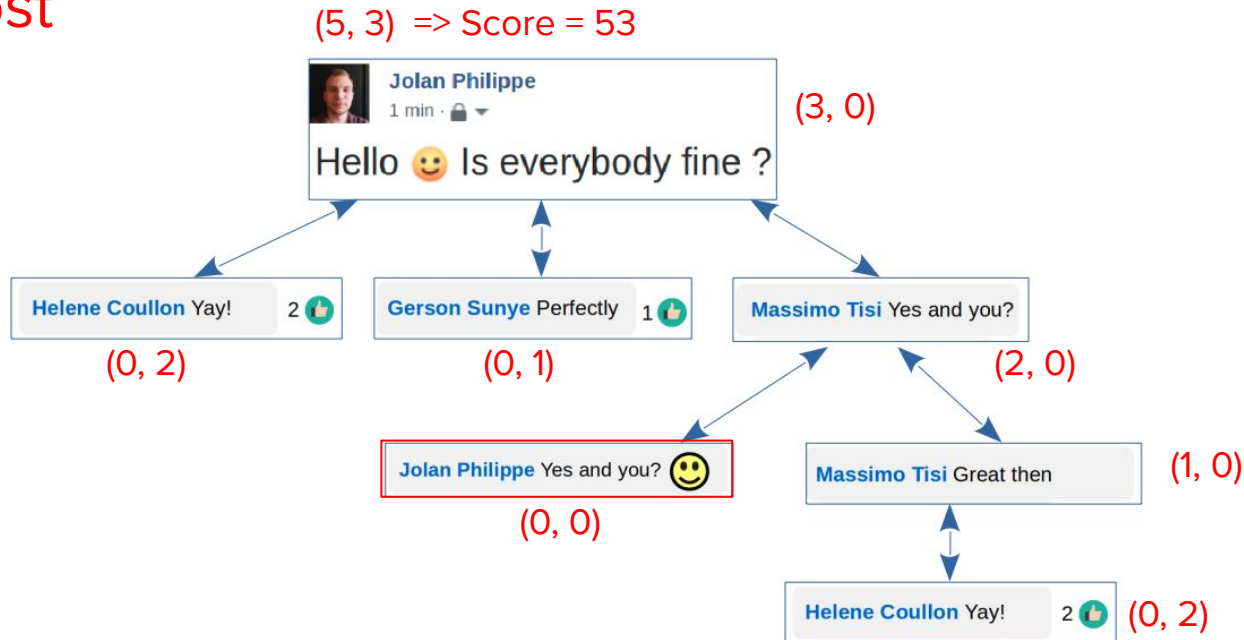 (5, 3) => Score = 53
Jolan Philippe
1 min ·
(3, 0)
Hello 🙂 Is everybody fine ?
Helene Coullon Yay! 2
Gerson Sunye Perfectly 1
Massimo Tisi Yes and you?
(0, 2)
(0, 1)
(2, 0)
Jolan Philippe Yes and you?
Massimo Tisi Great then
(1, 0)
(0, 0)
Helene Coullon Yay! 2
(0, 2)